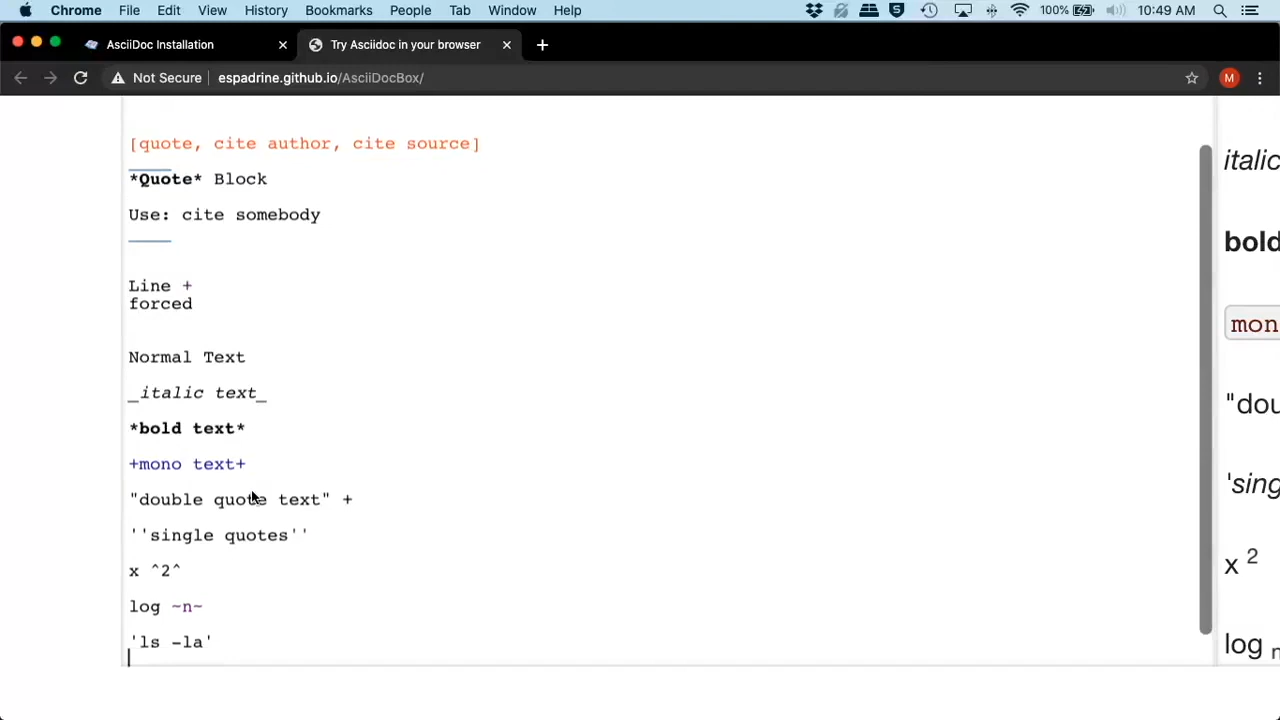 Chrome File Edit View History Bookmarks People Tab Window Help 100% 10:49 AM
AsciiDoc Installation Try Asciidoc in your browser
Not Secure espadrine.github.io/AsciiDocBox/ M
[quote, cite author, cite source]
____
*Quote* Block
Use: cite somebody
____
Line +
forced
Normal Text
_italic text_
*bold text*
+mono text+
"double quote text" +
''single quotes''
x ^2^
log ~n~
'ls -la'
italic
bold
mon
"dou
'sing
x 2
log n